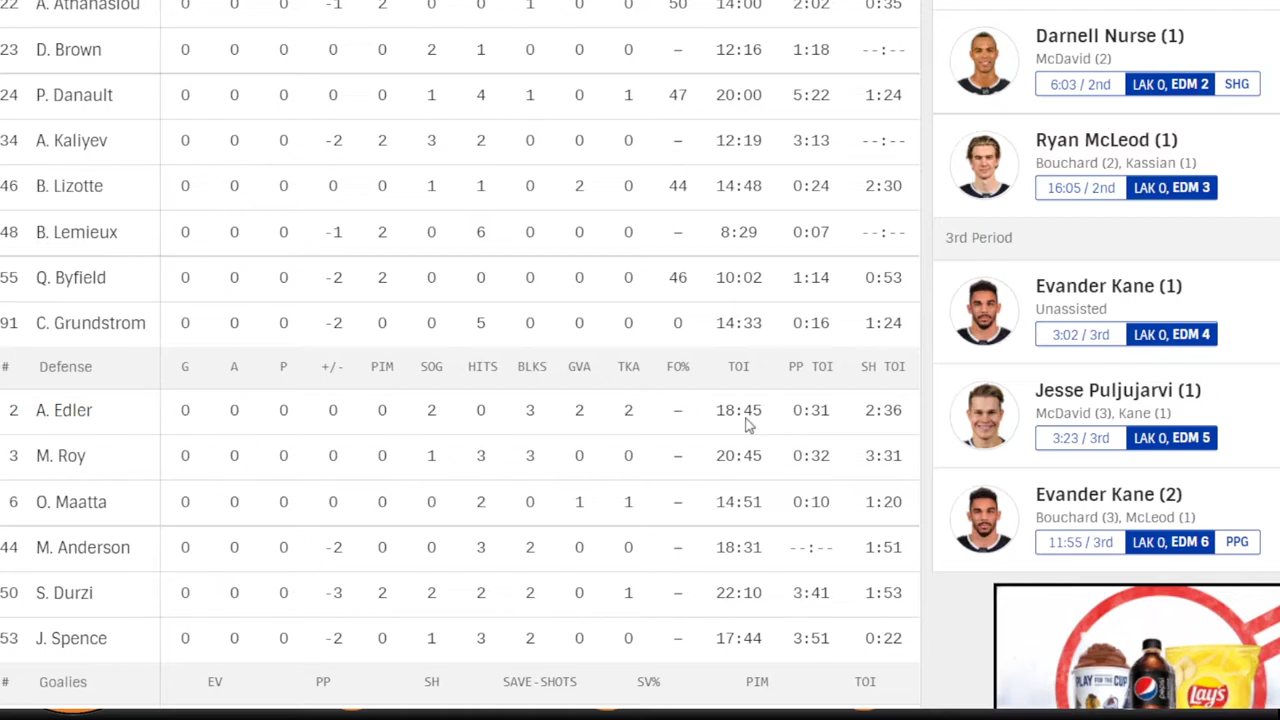 22 A. Athanasiou 0 0 0 -1 2 0 0 1 0 0 50 14:00 2:02 0:35
23 D. Brown 0 0 0 0 0 2 1 0 0 0 – 12:16 1:18 --:--
24 P. Danault 0 0 0 0 0 1 4 1 0 1 47 20:00 5:22 1:24
34 A. Kaliyev 0 0 0 -2 2 3 2 0 0 0 – 12:19 3:13 --:--
46 B. Lizotte 0 0 0 0 0 1 1 0 2 0 44 14:48 0:24 2:30
48 B. Lemieux 0 0 0 -1 2 0 6 0 0 0 – 8:29 0:07 --:--
55 Q. Byfield 0 0 0 -2 2 0 0 0 0 0 46 10:02 1:14 0:53
91 C. Grundstrom 0 0 0 -2 0 0 5 0 0 0 0 14:33 0:16 1:24
# Defense G A P +/- PIM SOG HITS BLKS GVA TKA FO% TOI PP TOI SH TOI
2 A. Edler 0 0 0 0 0 2 0 3 2 2 – 18:45 0:31 2:36
3 M. Roy 0 0 0 0 0 1 3 3 0 0 – 20:45 0:32 3:31
6 O. Maatta 0 0 0 0 0 0 2 0 1 1 – 14:51 0:10 1:20
44 M. Anderson 0 0 0 -2 0 0 3 2 0 0 – 18:31 --:-- 1:51
50 S. Durzi 0 0 0 -3 2 2 2 2 0 1 – 22:10 3:41 1:53
53 J. Spence 0 0 0 -2 0 1 3 2 0 0 – 17:44 3:51 0:22
# Goalies EV PP SH SAVE-SHOTS SV% PIM TOI
Darnell Nurse (1)
McDavid (2)
6:03 / 2nd LAK 0, EDM 2 SHG
Ryan McLeod (1)
Bouchard (2), Kassian (1)
16:05 / 2nd LAK 0, EDM 3
3rd Period
Evander Kane (1)
Unassisted
3:02 / 3rd LAK 0, EDM 4
Jesse Puljujarvi (1)
McDavid (3), Kane (1)
3:23 / 3rd LAK 0, EDM 5
Evander Kane (2)
Bouchard (3), McLeod (1)
11:55 / 3rd LAK 0, EDM 6 PPG
PLAY FOR THE CUP
pepsi
Lay's